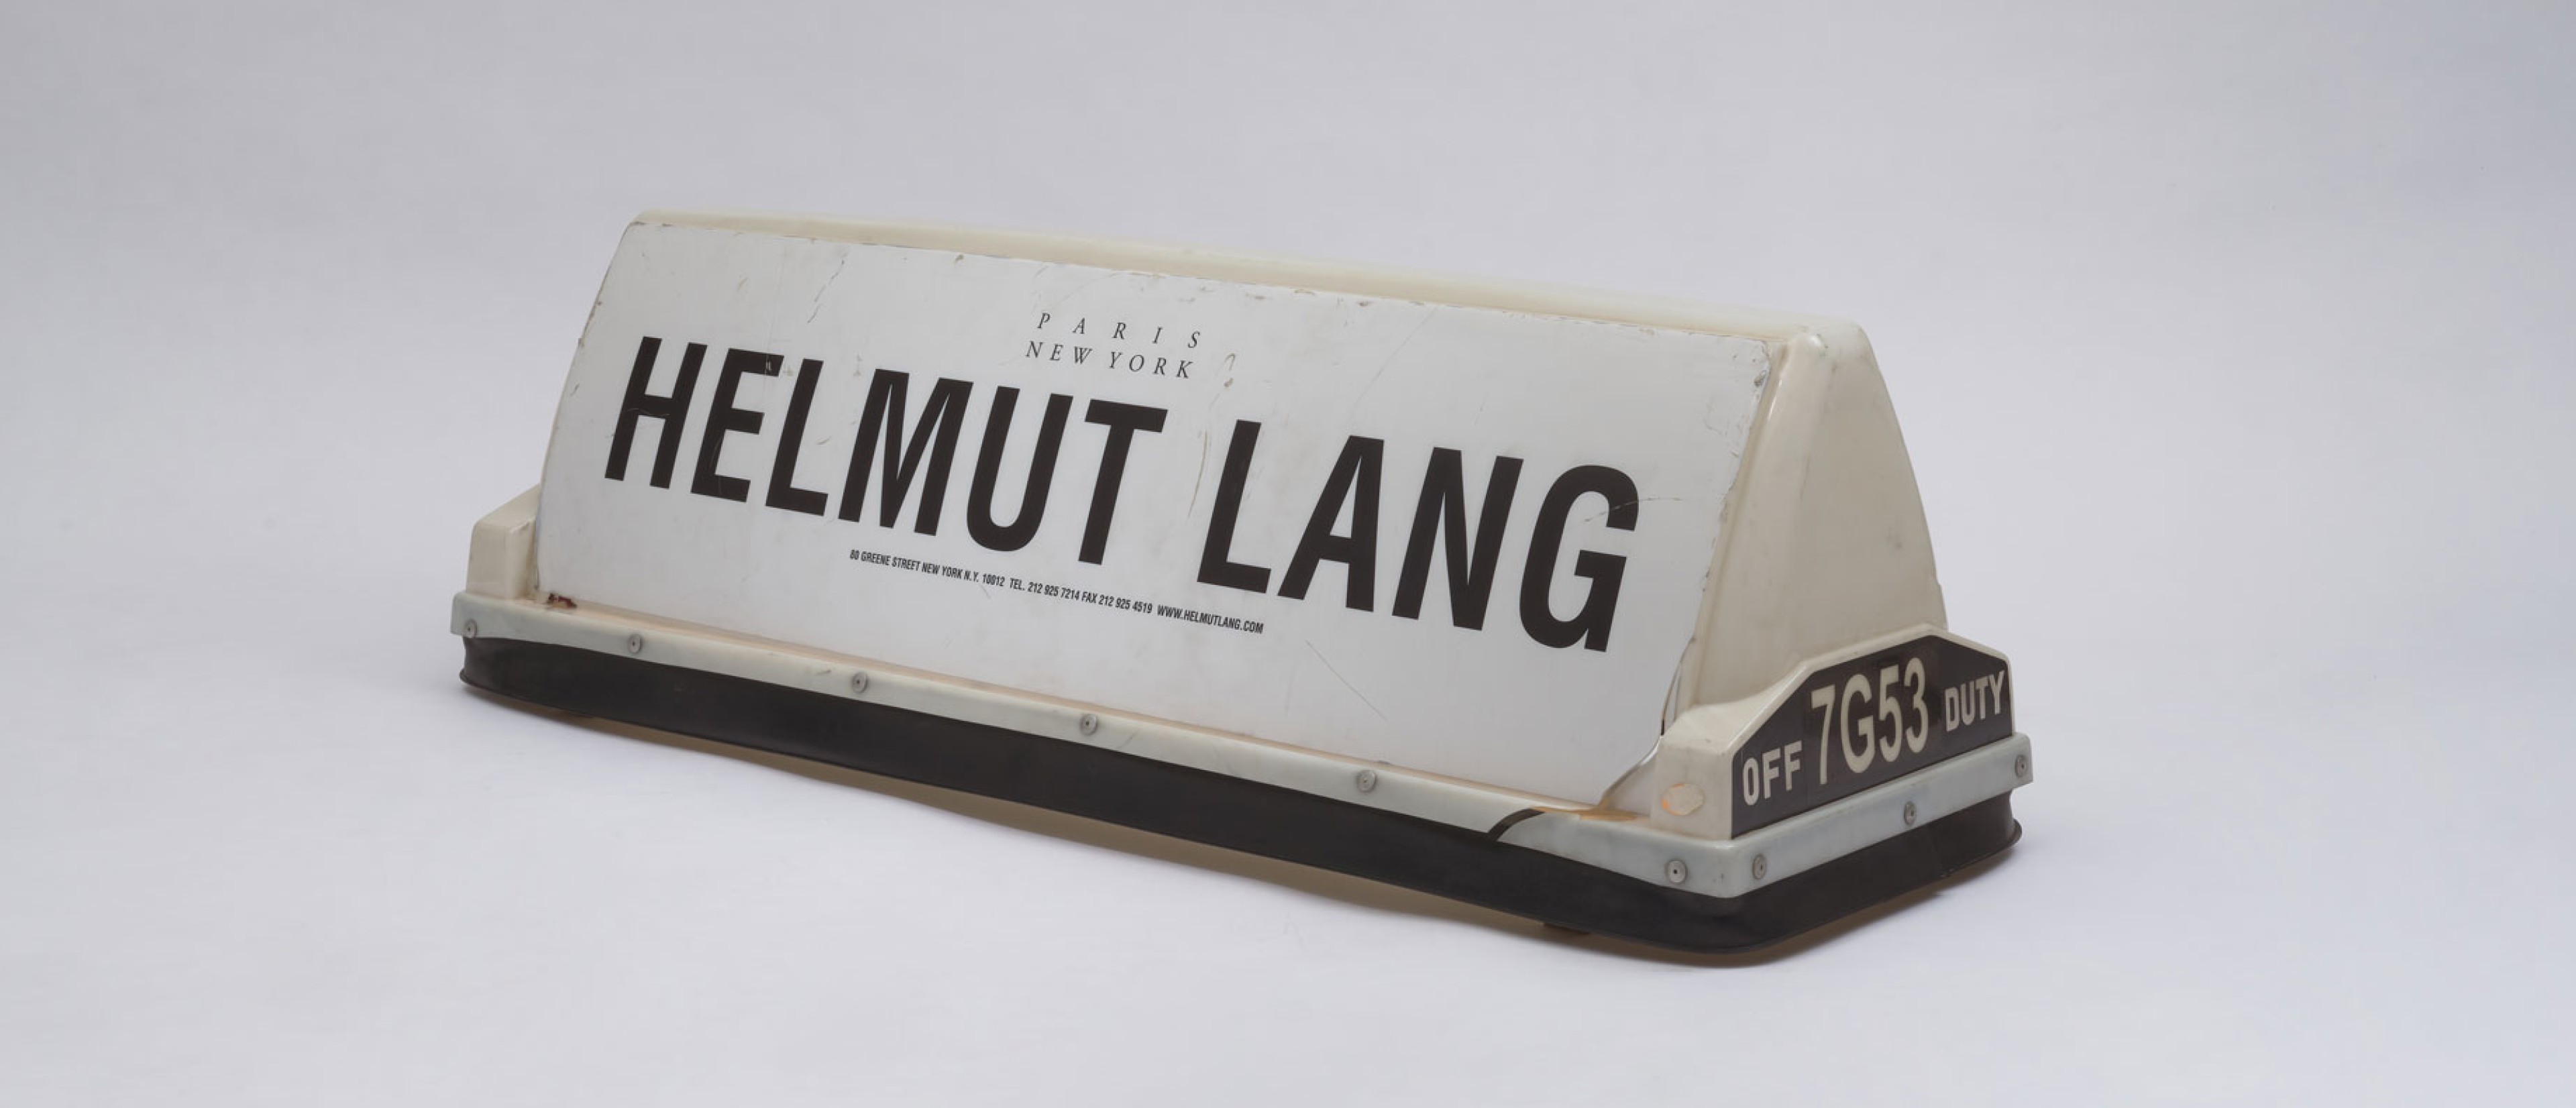 PARIS
NEW YORK
HELMUT LANG
80 GREENE STREET NEW YORK N.Y. 10012 TEL. 212 925 7214 FAX 212 925 4519 WWW.HELMUTLANG.COM
OFF 7G53 DUTY